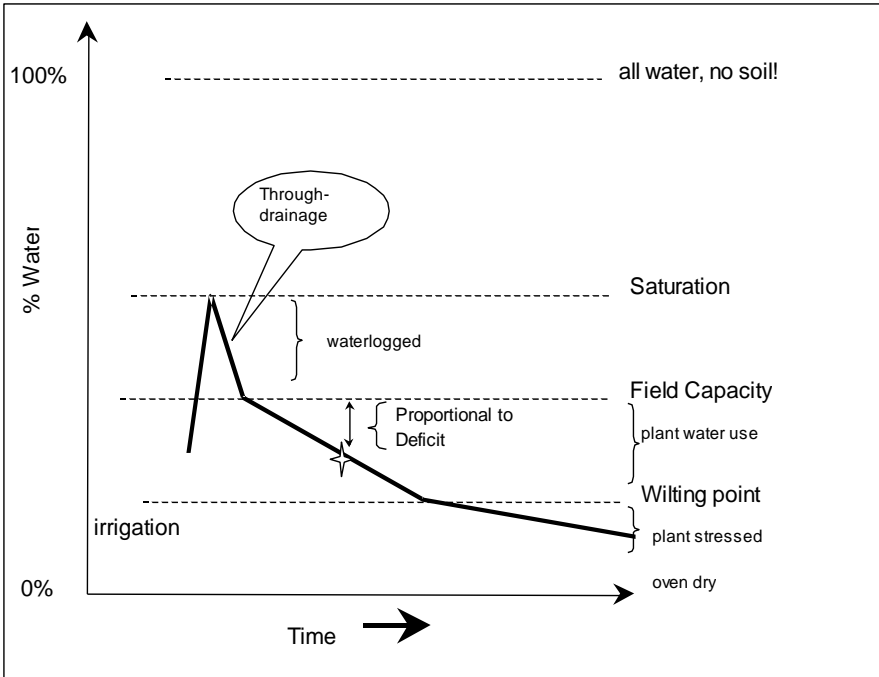 100%
all water, no soil!
Through-
drainage
% Water
Saturation
waterlogged
Field Capacity
Proportional to
Deficit
plant water use
Wilting point
irrigation
plant stressed
0%
oven dry
Time